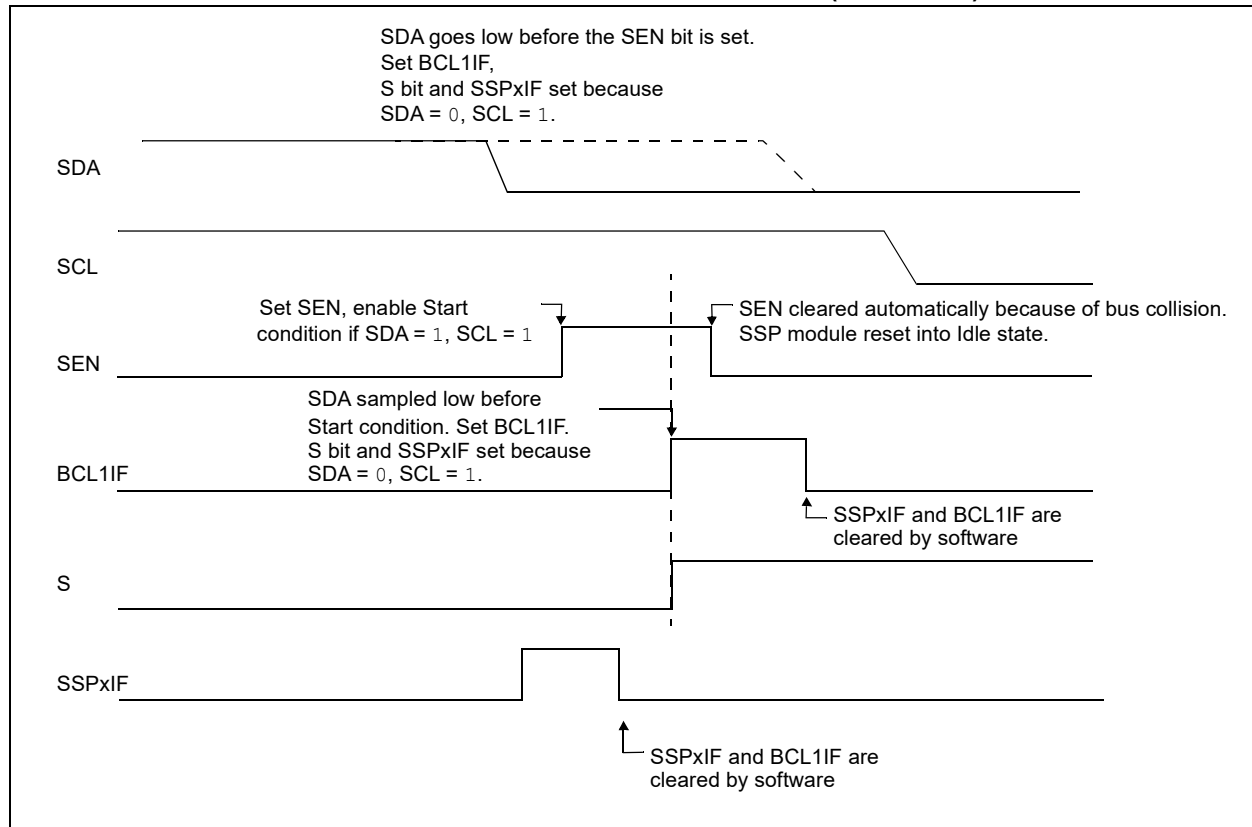 SDA goes low before the SEN bit is set.
Set BCL1IF,
S bit and SSPxIF set because
SDA = 0, SCL = 1.
SDA
SCL
Set SEN, enable Start
condition if SDA = 1, SCL = 1
SEN cleared automatically because of bus collision.
SSP module reset into Idle state.
SEN
SDA sampled low before
Start condition. Set BCL1IF.
S bit and SSPxIF set because
SDA = 0, SCL = 1.
BCL1IF
SSPxIF and BCL1IF are
cleared by software
S
SSPxIF
SSPxIF and BCL1IF are
cleared by software